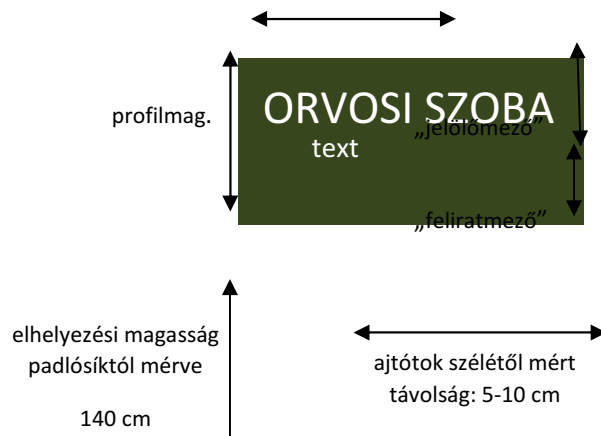 profilmag.
ORVOSI SZOBA
text
„jelölőmező”
„feliratmező”
elhelyezési magasság
padlósíktól mérve
140 cm
ajtótok szélétől mért
távolság: 5-10 cm